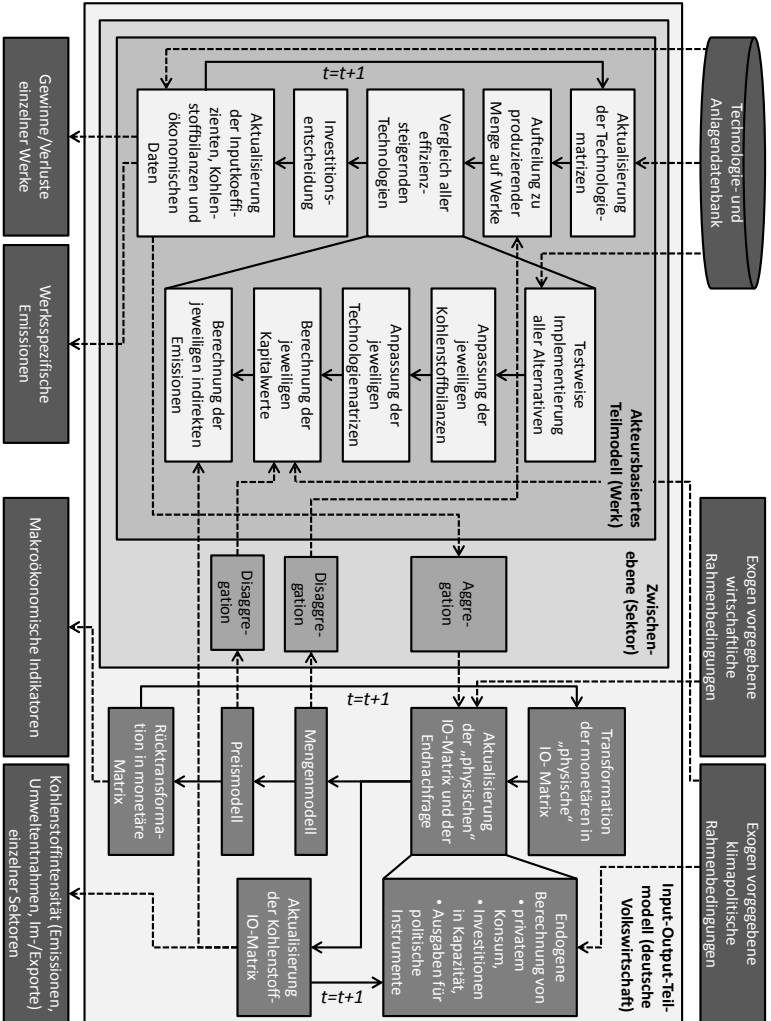 Technologie- und
Anlagendatenbank
Exogen vorgegebene
wirtschaftliche
Rahmenbedingungen
Exogen vorgegebene
klimapolitische
Rahmenbedingungen
Akteursbasiertes
Teilmodell (Werk)
Zwischen-
ebene (Sektor)
Input-Output-Teil-
modell (deutsche
Volkswirtschaft)
Aktualisierung
der Technologie-
matrizen
Aufteilung zu
produzierender
Menge auf Werke
Vergleich aller
effizienz-
steigernden
Technologien
Investitions-
entscheidung
Aktualisierung
der Inputkoeffi-
zienten, Kohlen-
stoffbilanzen und
ökonomischen
Daten
t=t+1
Testweise
Implementierung
aller Alternativen
Anpassung der
jeweiligen
Kohlenstoffbilanzen
Anpassung der
jeweiligen
Technologiematrizen
Berechnung der
jeweiligen
Kapitalwerte
Berechnung der
jeweiligen indirekten
Emissionen
Aggre-
gation
Disaggre-
gation
Disaggre-
gation
Transformation
der monetären in
„physische“
IO- Matrix
Aktualisierung
der „physischen“
IO-Matrix und der
Endnachfrage
Mengenmodell
Preismodell
Rücktransforma-
tion in monetäre
Matrix
t=t+1
Endogene
Berechnung von
• privatem
Konsum,
• Investitionen
in Kapazität,
• Ausgaben für
politische
Instrumente
t=t+1
Aktualisierung
der Kohlenstoff-
IO-Matrix
Gewinne/Verluste
einzelner Werke
Werksspezifische
Emissionen
Makroökonomische Indikatoren
Kohlenstoffintensität (Emissionen,
Umweltentnahmen, Im-/Exporte)
einzelner Sektoren